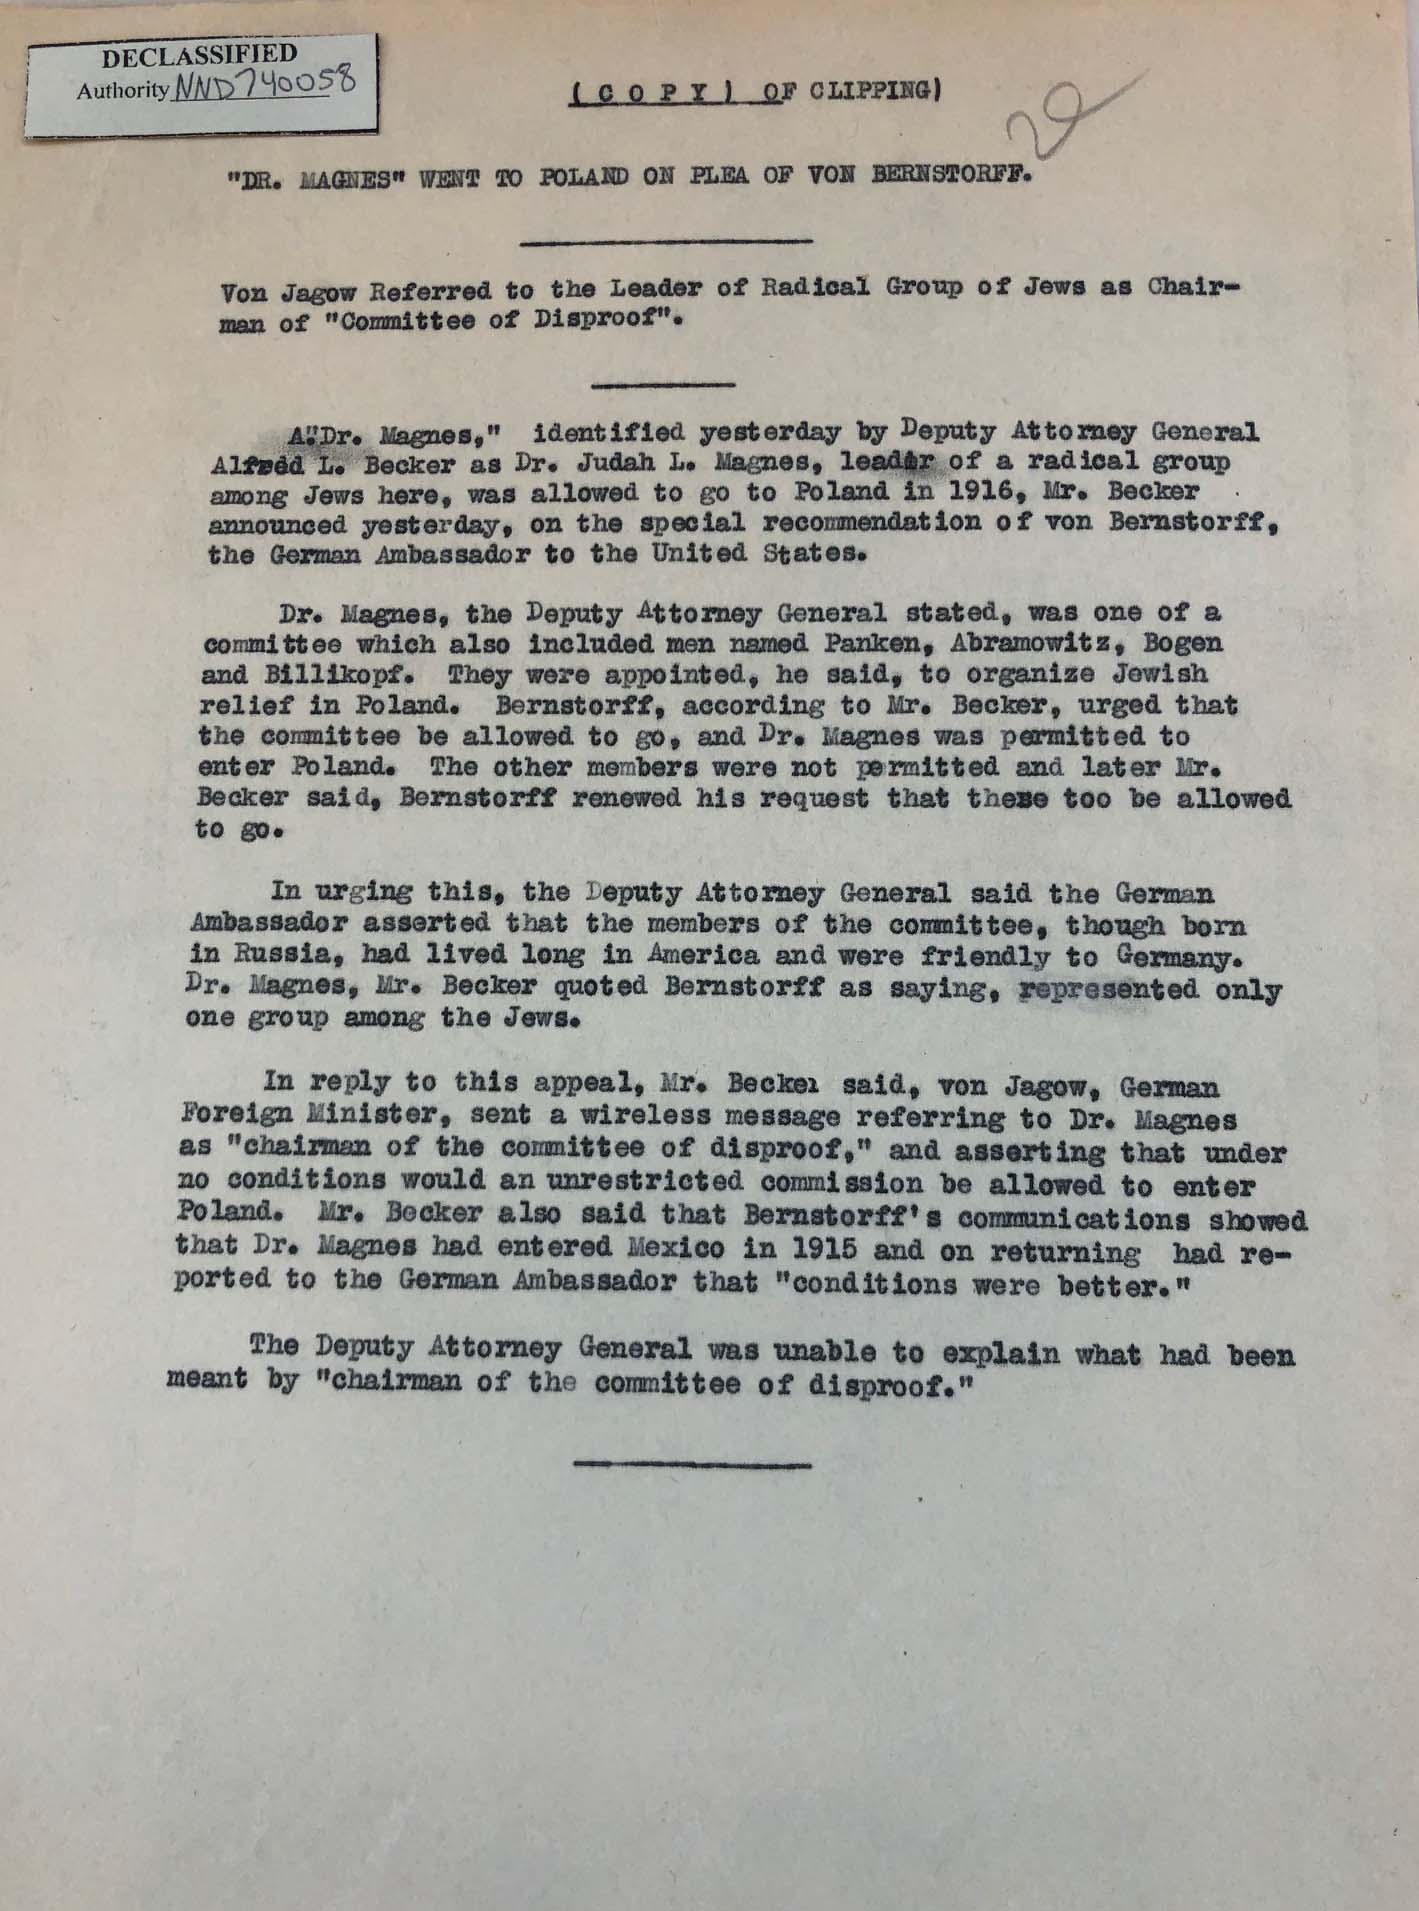 DECLASSIFIED
Authority NND740058
( C O P Y ) OF CLIPPING)
"DR. MAGNES" WENT TO POLAND ON PLEA OF VON BERNSTORFF.
Von Jagow Referred to the Leader of Radical Group of Jews as Chair-
man of "Committee of Disproof".
A "Dr. Magnes," identified yesterday by Deputy Attorney General
Alfred L. Becker as Dr. Judah L. Magnes, leader of a radical group
among Jews here, was allowed to go to Poland in 1916, Mr. Becker
announced yesterday, on the special recommendation of von Bernstorff,
the German Ambassador to the United States.
Dr. Magnes, the Deputy Attorney General stated, was one of a
committee which also included men named Panken, Abramowitz, Bogen
and Billikopf. They were appointed, he said, to organize Jewish
relief in Poland. Bernstorff, according to Mr. Becker, urged that
the committee be allowed to go, and Dr. Magnes was permitted to
enter Poland. The other members were not permitted and later Mr.
Becker said, Bernstorff renewed his request that these too be allowed
to go.
In urging this, the Deputy Attorney General said the German
Ambassador asserted that the members of the committee, though born
in Russia, had lived long in America and were friendly to Germany.
Dr. Magnes, Mr. Becker quoted Bernstorff as saying, represented only
one group among the Jews.
In reply to this appeal, Mr. Becker said, von Jagow, German
Foreign Minister, sent a wireless message referring to Dr. Magnes
as "chairman of the committee of disproof," and asserting that under
no conditions would an unrestricted commission be allowed to enter
Poland. Mr. Becker also said that Bernstorff's communications showed
that Dr. Magnes had entered Mexico in 1915 and on returning had re-
ported to the German Ambassador that "conditions were better."
The Deputy Attorney General was unable to explain what had been
meant by "chairman of the committee of disproof."